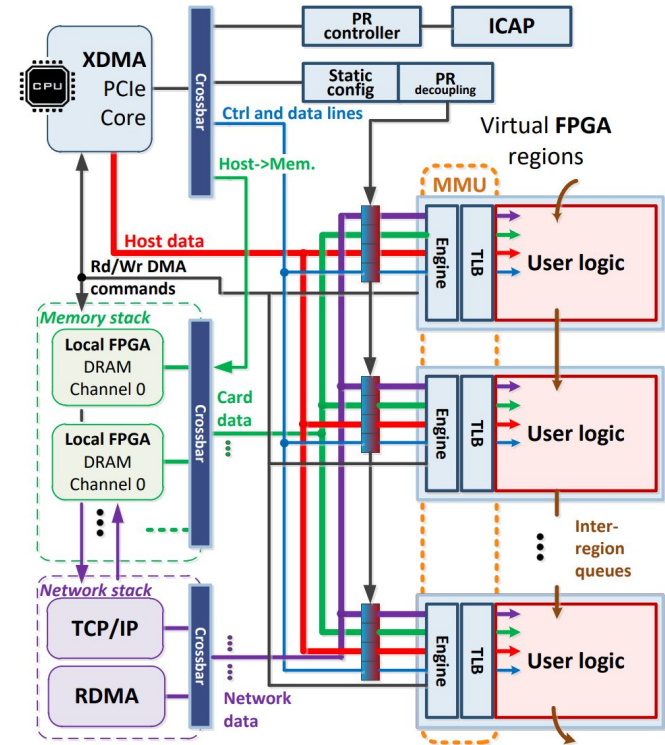 CPU
XDMA
PCIe
Core
Crossbar
PR
controller
ICAP
Static
config
PR
decoupling
Ctrl and data lines
Host->Mem.
Host data
Rd/Wr DMA
commands
Virtual FPGA
regions
MMU
Engine
TLB
User logic
Memory stack
Local FPGA
DRAM
Channel 0
Local FPGA
DRAM
Channel 0
Crossbar
Card
data
Engine
TLB
User logic
Inter-
region
queues
Network stack
TCP/IP
RDMA
Crossbar
Network
data
Engine
TLB
User logic